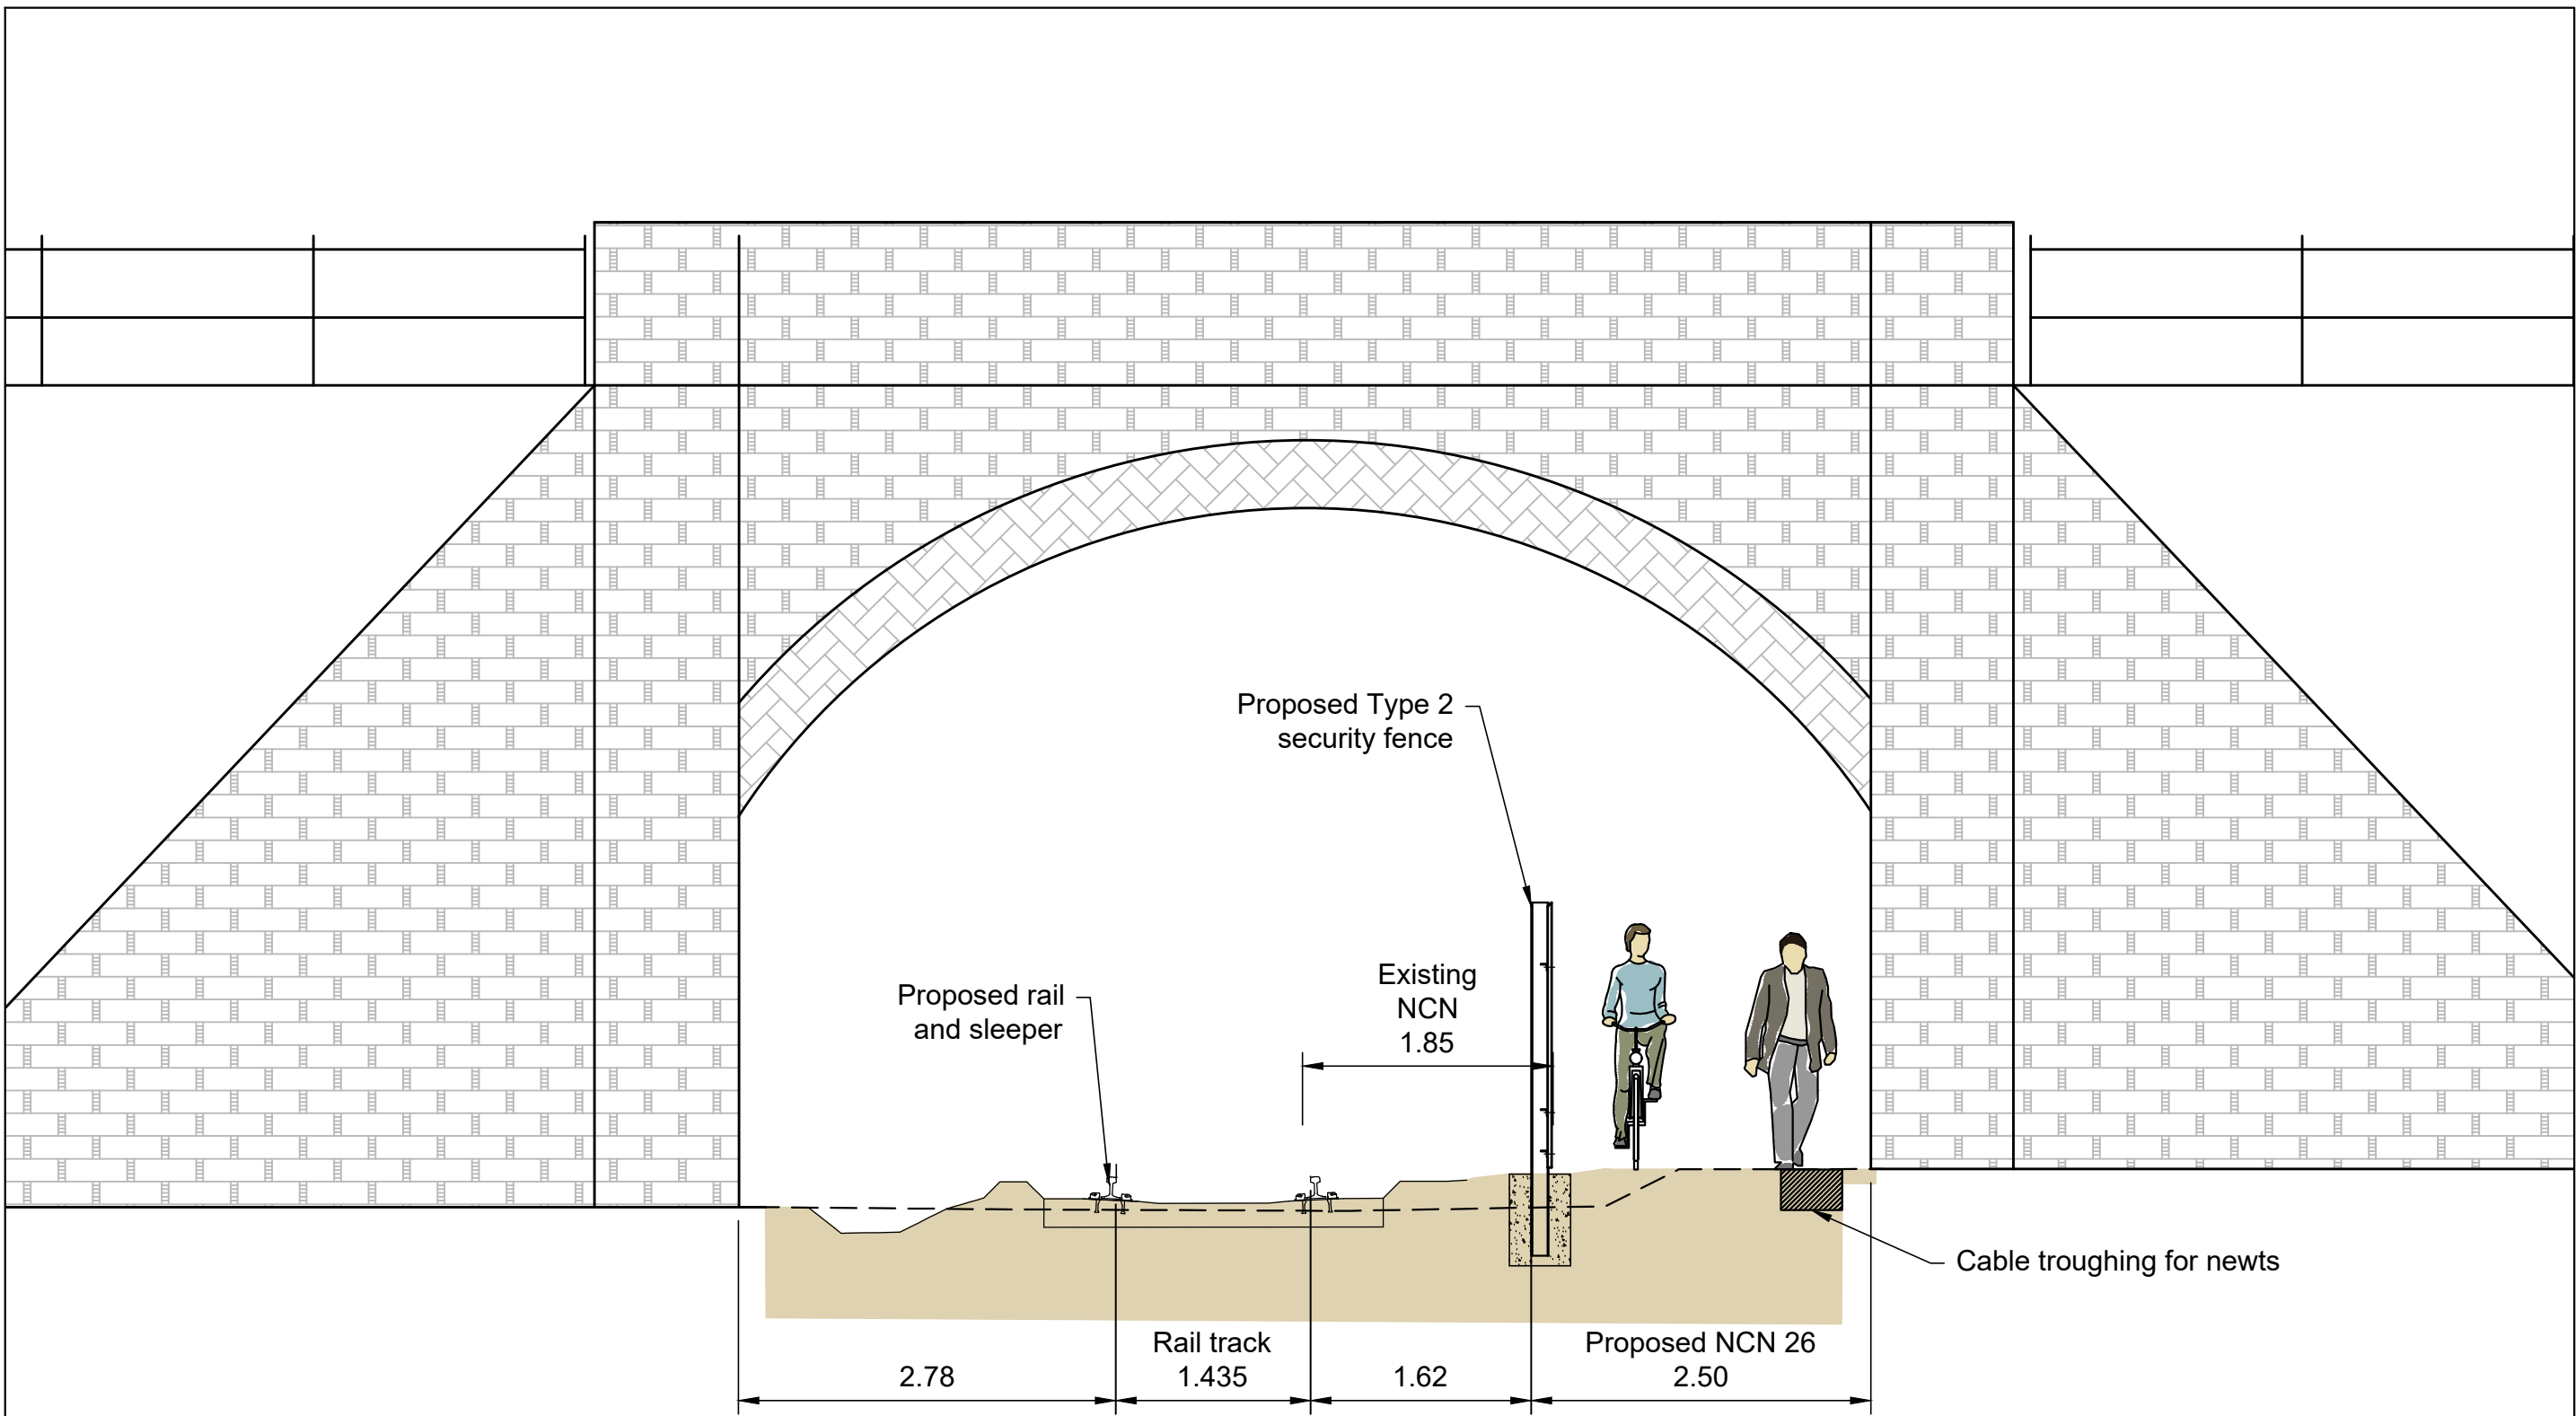 Proposed Type 2
security fence
Existing
NCN
1.85
Proposed rail
and sleeper
Cable troughing for newts
Rail track
Proposed NCN 26
2.78
1.435
1.62
2.50